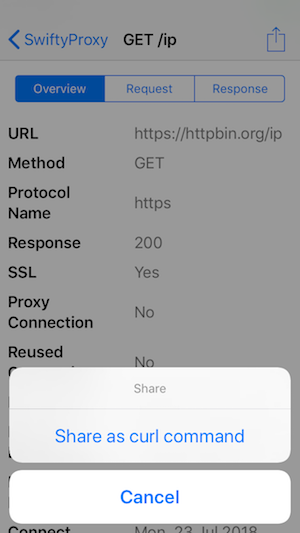 SwiftyProxy GET /ip
Overview Request Response
URL https://httpbin.org/ip
Method GET
Protocol
Name https
Response 200
SSL Yes
Proxy
Connection No
Reused
No
Share
Share as curl command
Cancel
Connect Mon, 23 Jul 2018